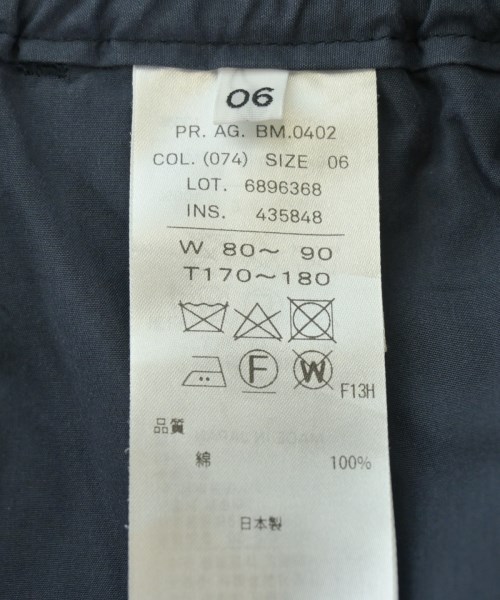 06
PR. AG. BM.0402
COL. (074) SIZE 06
LOT. 6896368
INS. 435848
W 80～ 90
T170～180
F W F13H
品質
綿 100%
日本製